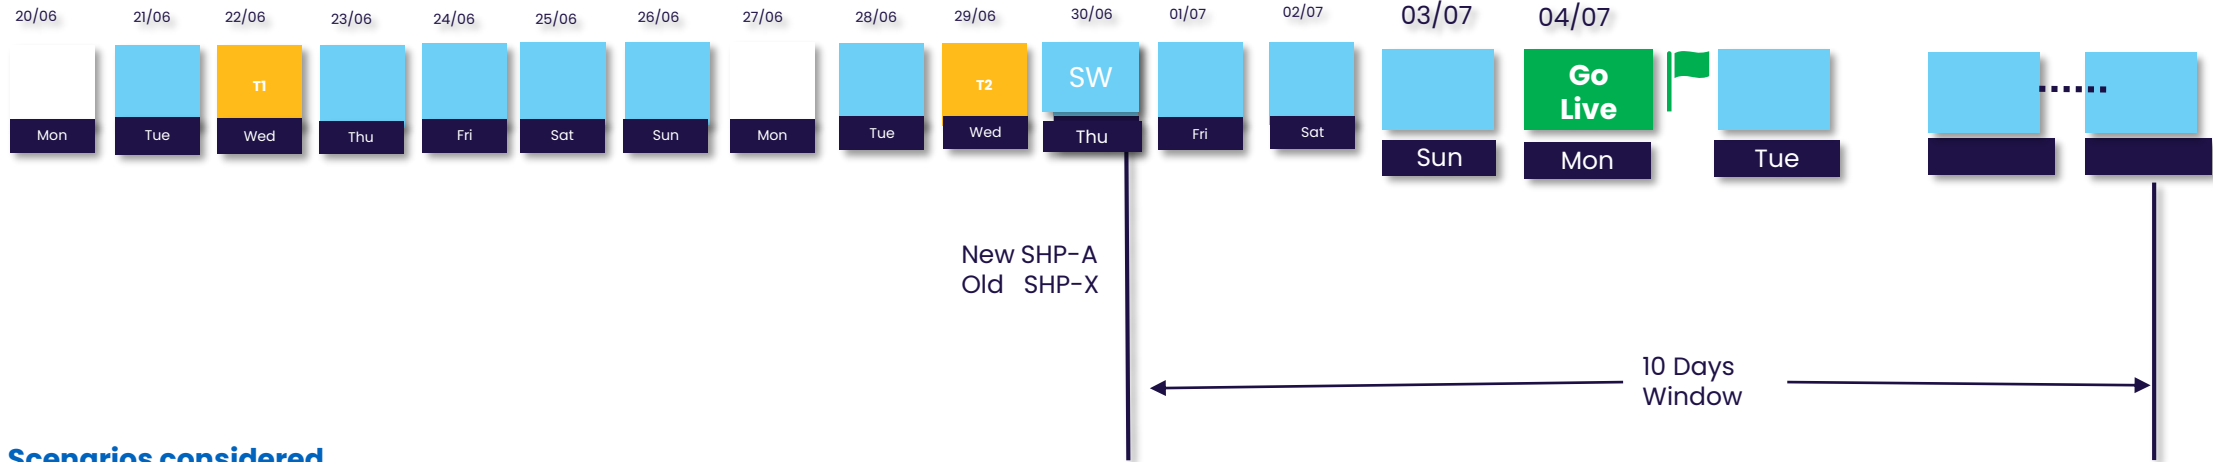 20/06 21/06 22/06 23/06 24/06 25/06 26/06 27/06 28/06 29/06 30/06 01/07 02/07 03/07 04/07
T1 T2 SW Go
Live
Mon Tue Wed Thu Fri Sat Sun Mon Tue Wed Thu Fri Sat Sun Mon Tue
New SHP-A
Old SHP-X
10 Days
Window
Scenarios considered